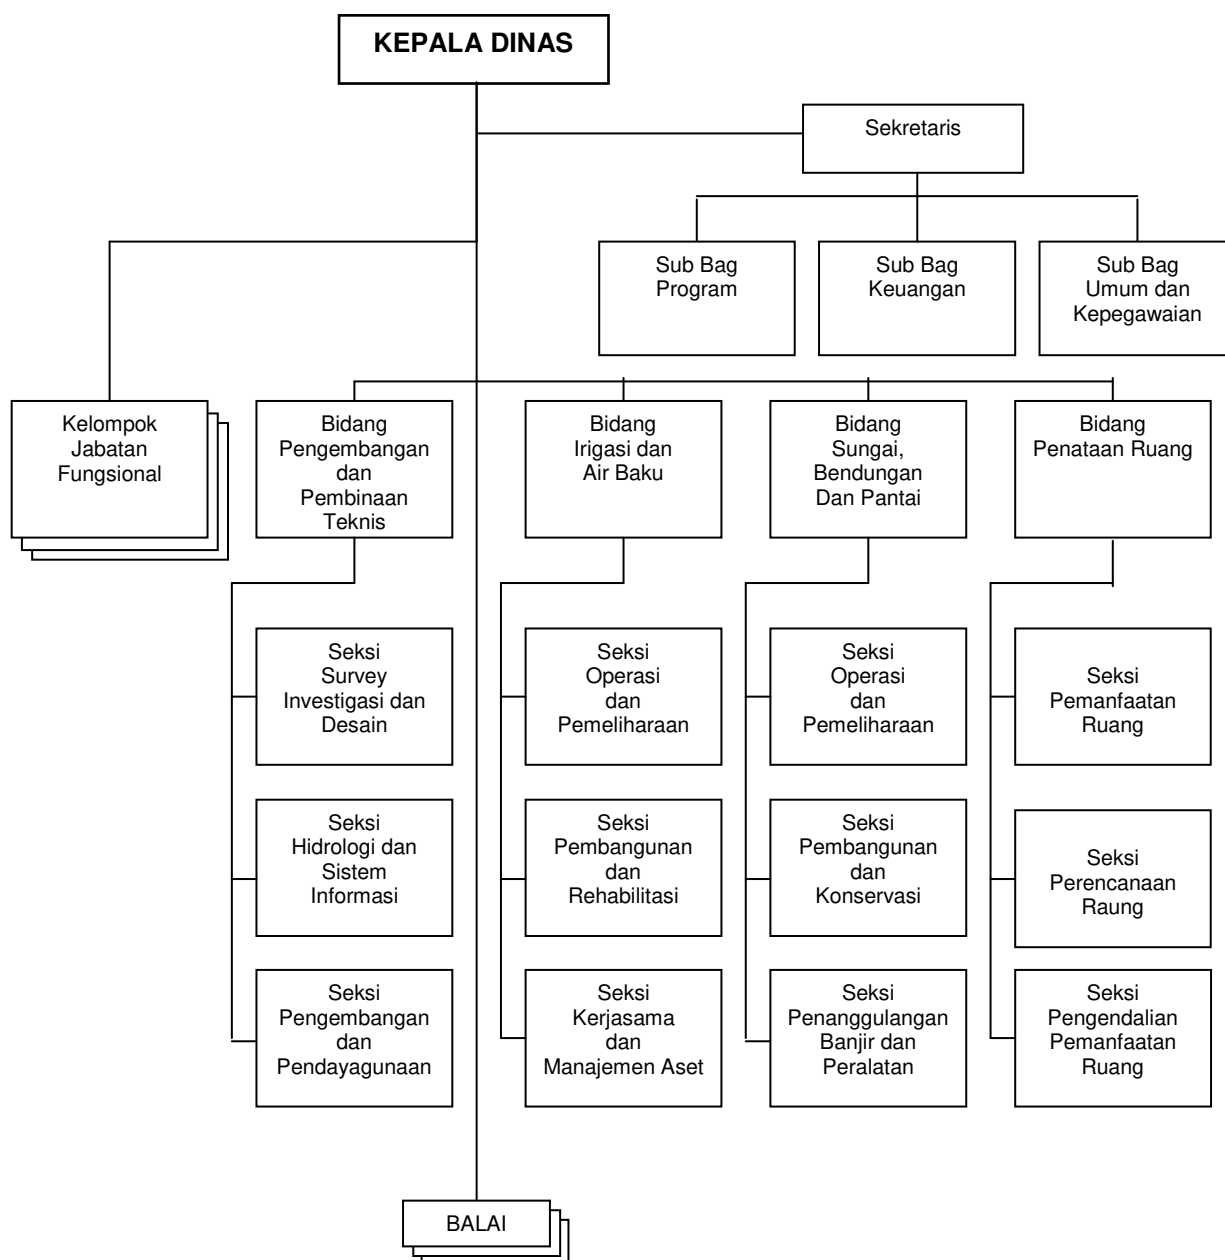 KEPALA DINAS
Sekretaris
Sub Bag
Program
Sub Bag
Keuangan
Sub Bag
Umum dan
Kepegawaian
Kelompok
Jabatan
Fungsional
Bidang
Pengembangan
dan
Pembinaan
Teknis
Bidang
Irigasi dan
Air Baku
Bidang
Sungai,
Bendungan
Dan Pantai
Bidang
Penataan Ruang
Seksi
Survey
Investigasi dan
Desain
Seksi
Operasi
dan
Pemeliharaan
Seksi
Operasi
dan
Pemeliharaan
Seksi
Pemanfaatan
Ruang
Seksi
Hidrologi dan
Sistem
Informasi
Seksi
Pembangunan
dan
Rehabilitasi
Seksi
Pembangunan
dan
Konservasi
Seksi
Perencanaan
Raung
Seksi
Pengembangan
dan
Pendayagunaan
Seksi
Kerjasama
dan
Manajemen Aset
Seksi
Penanggulangan
Banjir dan
Peralatan
Seksi
Pengendalian
Pemanfaatan
Ruang
BALAI